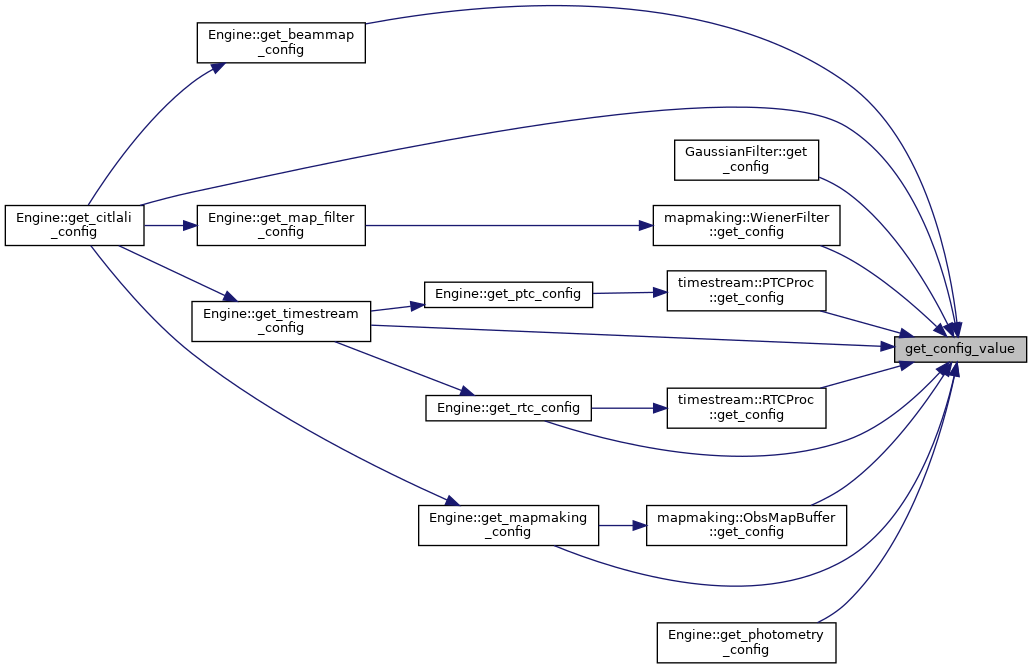 Engine::get_beammap
_config
GaussianFilter::get
_config
Engine::get_citlali
_config
Engine::get_map_filter
_config
mapmaking::WienerFilter
::get_config
Engine::get_timestream
_config
Engine::get_ptc_config
timestream::PTCProc
::get_config
get_config_value
Engine::get_rtc_config
timestream::RTCProc
::get_config
Engine::get_mapmaking
_config
mapmaking::ObsMapBuffer
::get_config
Engine::get_photometry
_config